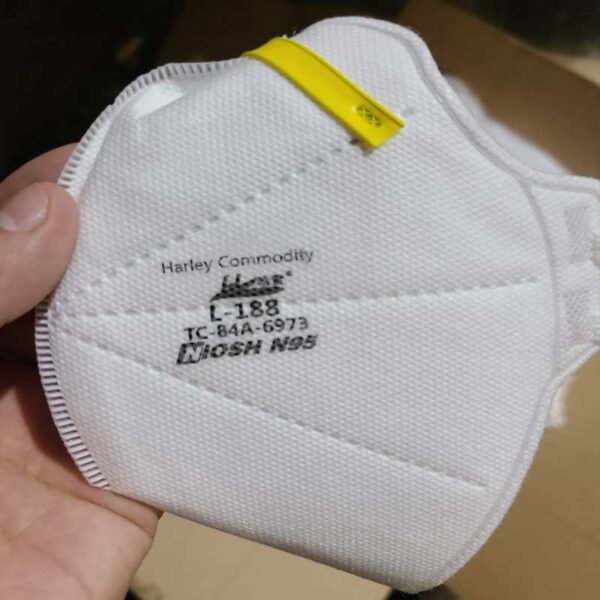 Harley Commodity
L-188
TC-84A-6973
NIOSH N95